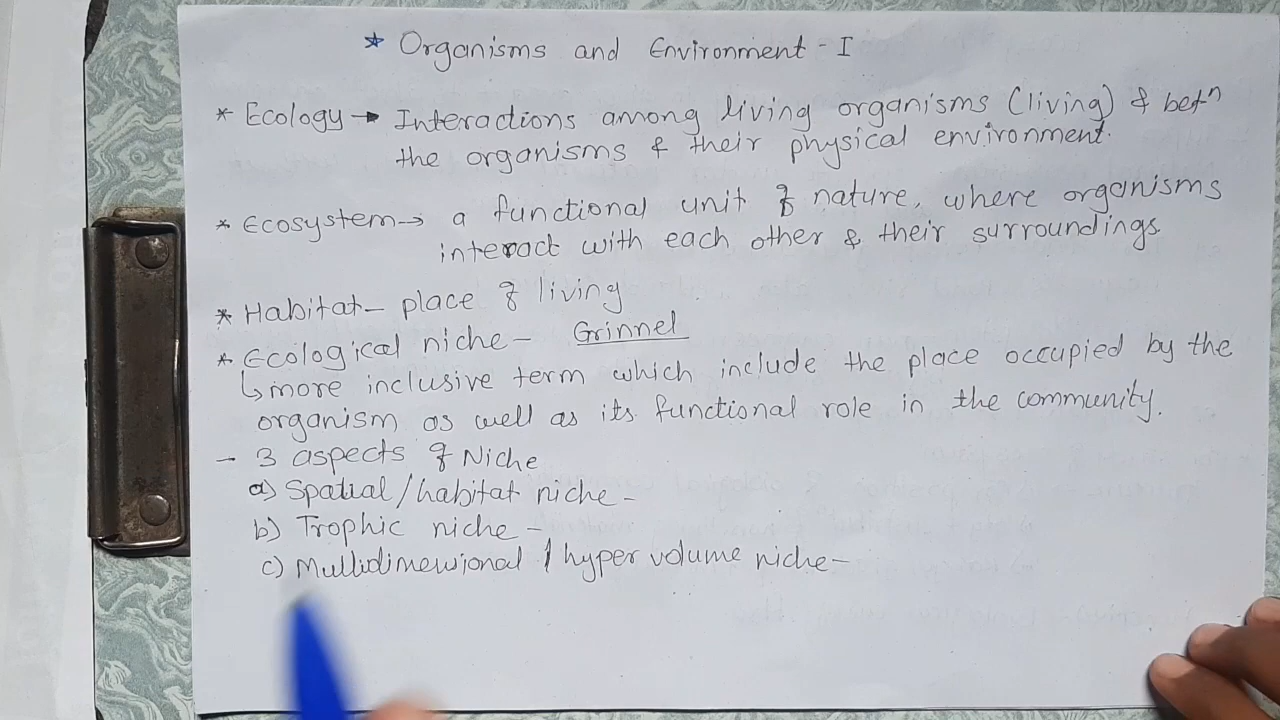 * Organisms and Environment - I
* Ecology → Interactions among living organisms (living) & betⁿ
the organisms & their physical environment.
* Ecosystem → a functional unit of nature, where organisms
interact with each other & their surroundings.
* Habitat - place of living
* Ecological niche - Grinnel
↳ more inclusive term which include the place occupied by the
organism as well as its functional role in the community.
- 3 aspects of Niche
a) Spatial / habitat niche -
b) Trophic niche -
c) Multidimensional / hyper volume niche -